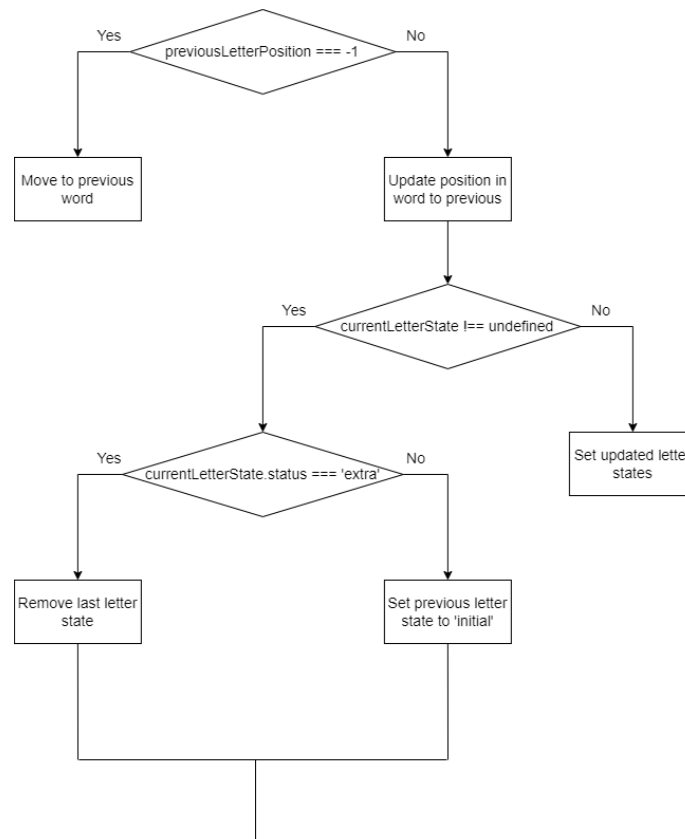 Yes
previousLetterPosition === -1
No
Move to previous
word
Update position in
word to previous
Yes
currentLetterState !== undefined
No
Yes
currentLetterState.status === 'extra'
No
Set updated letter
states
Remove last letter
state
Set previous letter
state to 'initial'